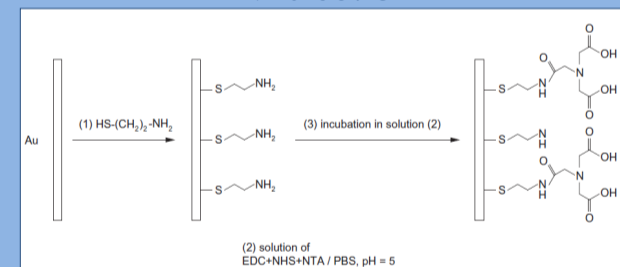 Au
(1) HS-(CH₂)₂-NH₂
S NH₂
S NH₂
S NH₂
(3) incubation in solution (2)
O
OH
O
N
S N H
OH
O
S N H
O
OH
O
N
S N H
OH
O
(2) solution of
EDC+NHS+NTA / PBS, pH = 5